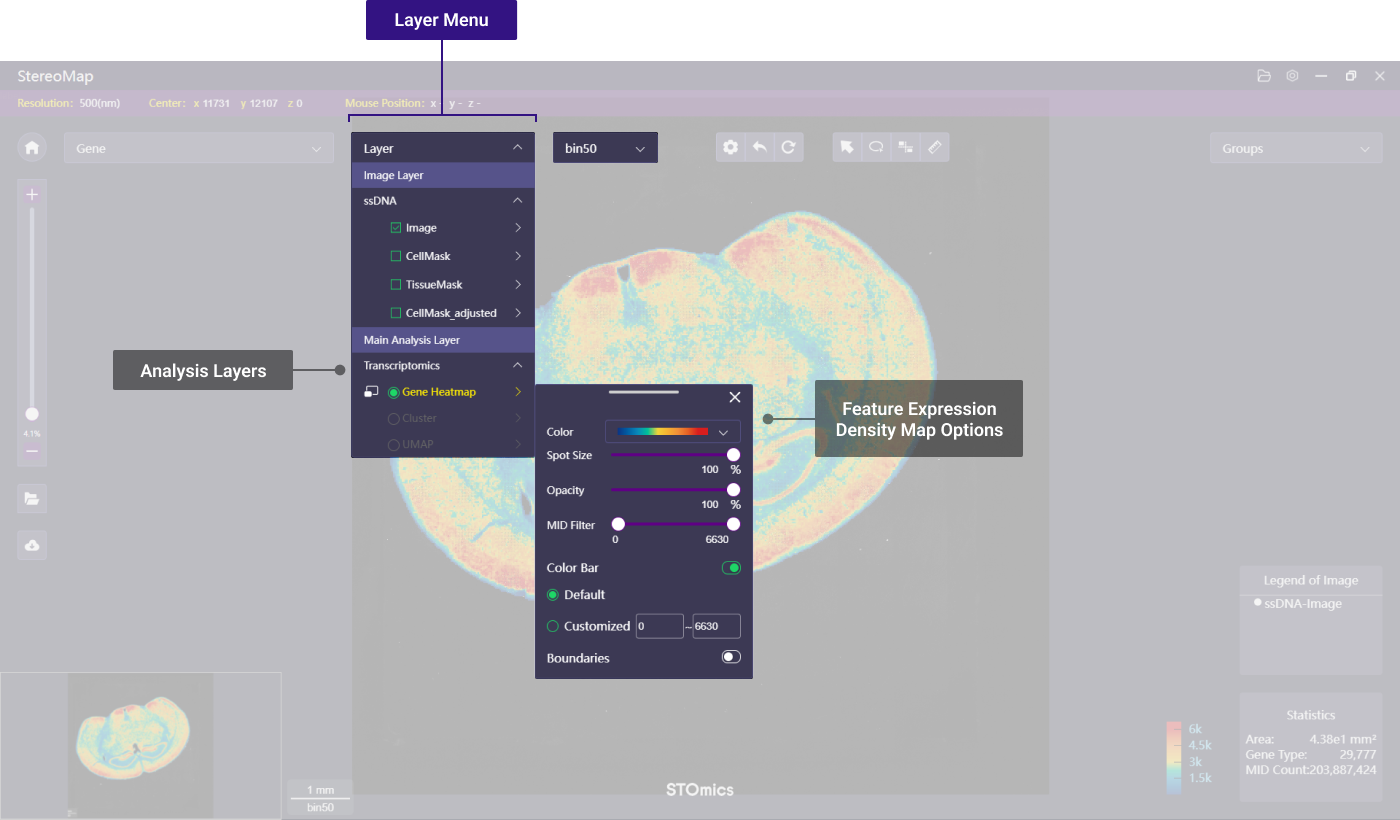 Layer Menu
StereoMap
Resolution: 500(nm) Center: x 11731 y 12107 z 0 Mouse Position: x - y - z -
Gene
Layer
bin50
Groups
Image Layer
ssDNA
Image
CellMask
TissueMask
CellMask_adjusted
Main Analysis Layer
Transcriptomics
Gene Heatmap
Cluster
UMAP
Analysis Layers
4.1%
Color
Spot Size
100 %
Opacity
100 %
MID Filter
0 6630
Color Bar
Default
Customized 0 ~ 6630
Boundaries
Feature Expression
Density Map Options
Legend of Image
ssDNA-Image
6k
4.5k
3k
1.5k
Statistics
Area: 4.38e1 mm²
Gene Type: 29,777
MID Count:203,887,424
1 mm
bin50
STOmics